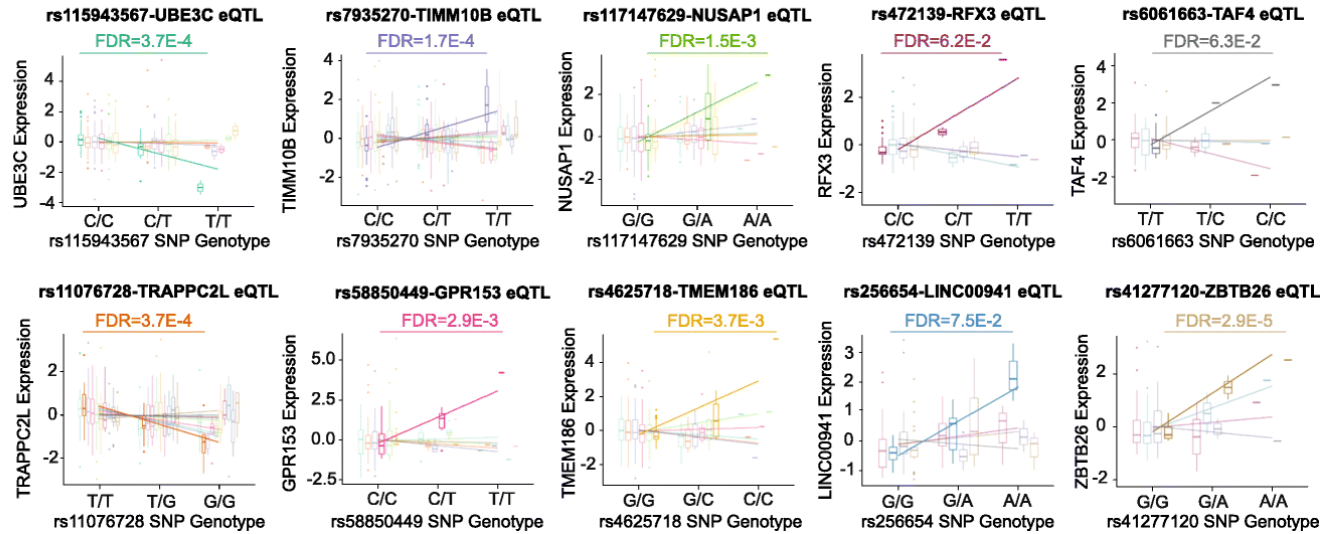 rs115943567-UBE3C eQTL
FDR=3.7E-4
UBE3C Expression
4
2
0
-2
-4
C/C C/T T/T
rs115943567 SNP Genotype
rs7935270-TIMM10B eQTL
FDR=1.7E-4
TIMM10B Expression
4
2
0
-2
C/C C/T T/T
rs7935270 SNP Genotype
rs117147629-NUSAP1 eQTL
FDR=1.5E-3
NUSAP1 Expression
2
0
-2
G/G G/A A/A
rs117147629 SNP Genotype
rs472139-RFX3 eQTL
FDR=6.2E-2
RFX3 Expression
2
0
-2
C/C C/T T/T
rs472139 SNP Genotype
rs6061663-TAF4 eQTL
FDR=6.3E-2
TAF4 Expression
4
2
0
-2
T/T T/C C/C
rs6061663 SNP Genotype
rs11076728-TRAPPC2L eQTL
FDR=3.7E-4
TRAPPC2L Expression
4
2
0
-2
T/T T/G G/G
rs11076728 SNP Genotype
rs58850449-GPR153 eQTL
FDR=2.9E-3
GPR153 Expression
5.0
2.5
0.0
-2.5
C/C C/T T/T
rs58850449 SNP Genotype
rs4625718-TMEM186 eQTL
FDR=3.7E-3
TMEM186 Expression
4
2
0
-2
G/G G/C C/C
rs4625718 SNP Genotype
rs256654-LINC00941 eQTL
FDR=7.5E-2
LINC00941 Expression
3
2
1
0
-1
G/G G/A A/A
rs256654 SNP Genotype
rs41277120-ZBTB26 eQTL
FDR=2.9E-5
ZBTB26 Expression
2
0
-2
G/G G/A A/A
rs41277120 SNP Genotype